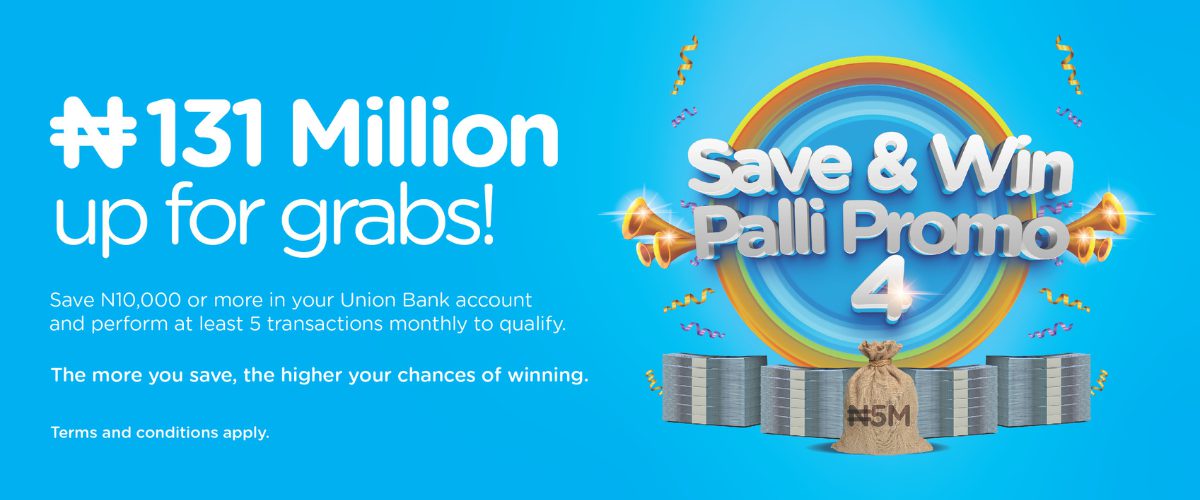 ₦131 Million
up for grabs!
Save N10,000 or more in your Union Bank account
and perform at least 5 transactions monthly to qualify.
The more you save, the higher your chances of winning.
Terms and conditions apply.
Save & Win
Palli Promo
4
₦5M